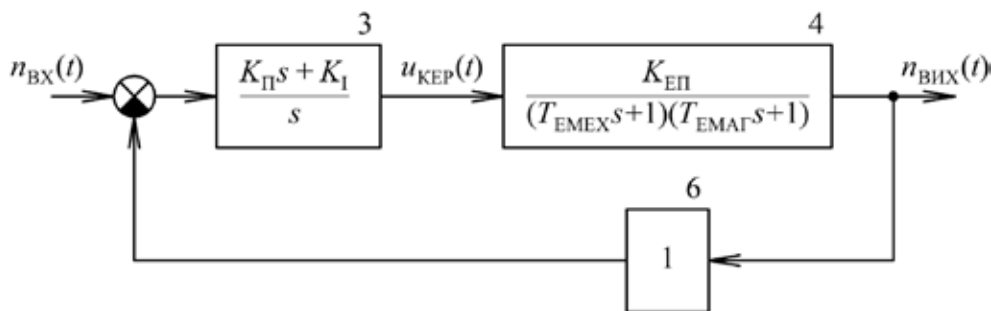 3
4
n_ВХ(t)
K_П s + K_I
s
u_КЕР(t)
K_ЕП
(T_ЕМЕХ s+1)(T_ЕМАГ s+1)
n_ВИХ(t)
6
1